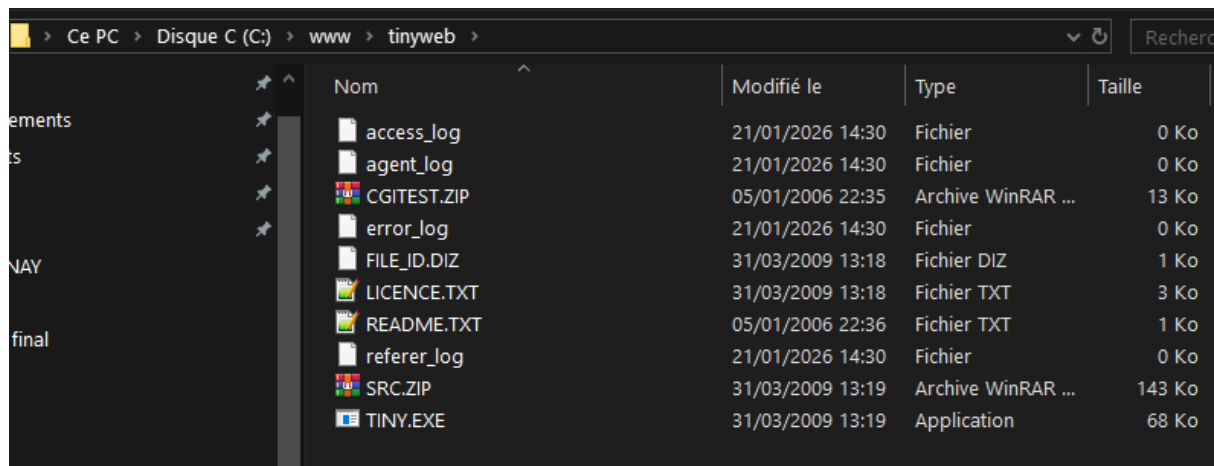 Ce PC > Disque C (C:) > www > tinyweb >
Recherc
Nom Modifié le Type Taille
ements
ts
NAY
final
access_log 21/01/2026 14:30 Fichier 0 Ko
agent_log 21/01/2026 14:30 Fichier 0 Ko
CGITEST.ZIP 05/01/2006 22:35 Archive WinRAR ... 13 Ko
error_log 21/01/2026 14:30 Fichier 0 Ko
FILE_ID.DIZ 31/03/2009 13:18 Fichier DIZ 1 Ko
LICENCE.TXT 31/03/2009 13:18 Fichier TXT 3 Ko
README.TXT 05/01/2006 22:36 Fichier TXT 1 Ko
referer_log 21/01/2026 14:30 Fichier 0 Ko
SRC.ZIP 31/03/2009 13:19 Archive WinRAR ... 143 Ko
TINY.EXE 31/03/2009 13:19 Application 68 Ko